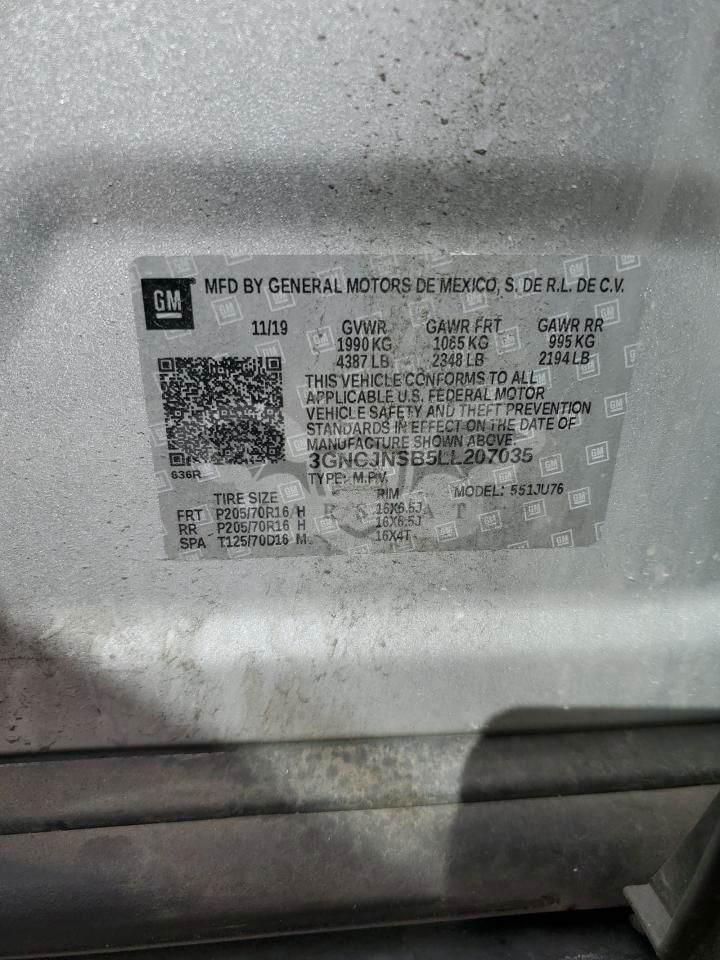 GM ® MFD BY GENERAL MOTORS DE MEXICO, S. DE R.L. DE C.V.
11/19 GVWR GAWR FRT GAWR RR
1990 KG 1065 KG 995 KG
4387 LB 2348 LB 2194 LB
THIS VEHICLE CONFORMS TO ALL
APPLICABLE U.S. FEDERAL MOTOR
VEHICLE SAFETY AND THEFT PREVENTION
STANDARDS IN EFFECT ON THE DATE OF
MANUFACTURE SHOWN ABOVE.
3GNCJNSB5LL207035
636R TYPE: M.P.V. MODEL: 551JU76
TIRE SIZE RIM
FRT P205/70R16 H 16X6.5J
RR P205/70R16 H 16X6.5J
SPA T125/70D16 M 16X4T